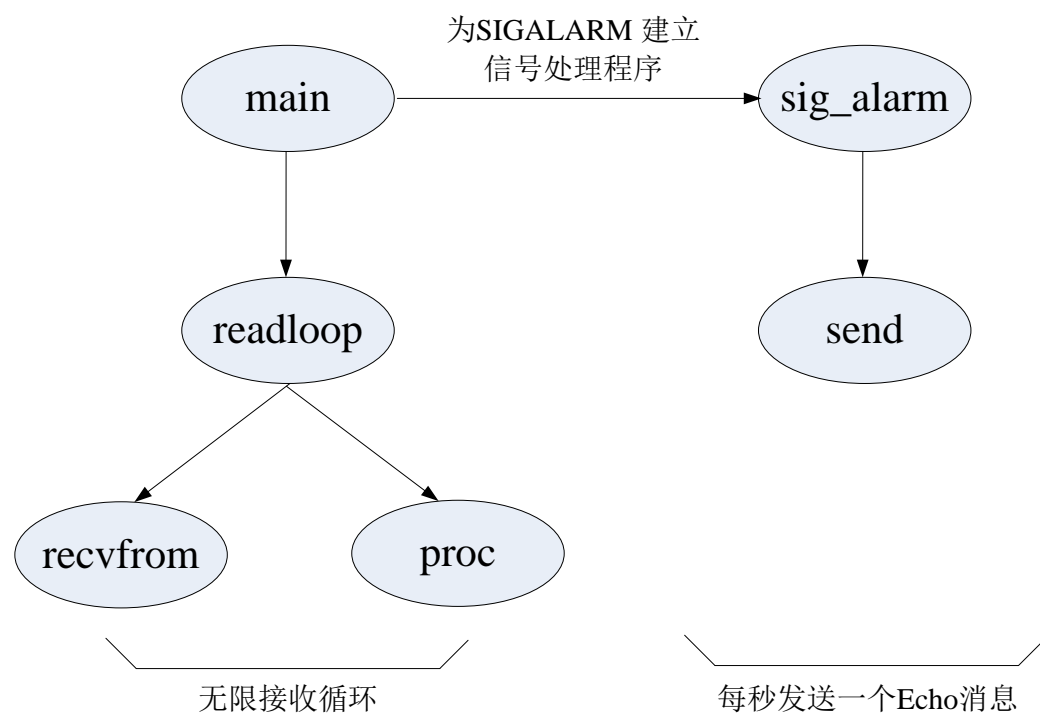 为SIGALARM 建立
信号处理程序
main
sig_alarm
readloop
send
recvfrom
proc
无限接收循环
每秒发送一个Echo消息